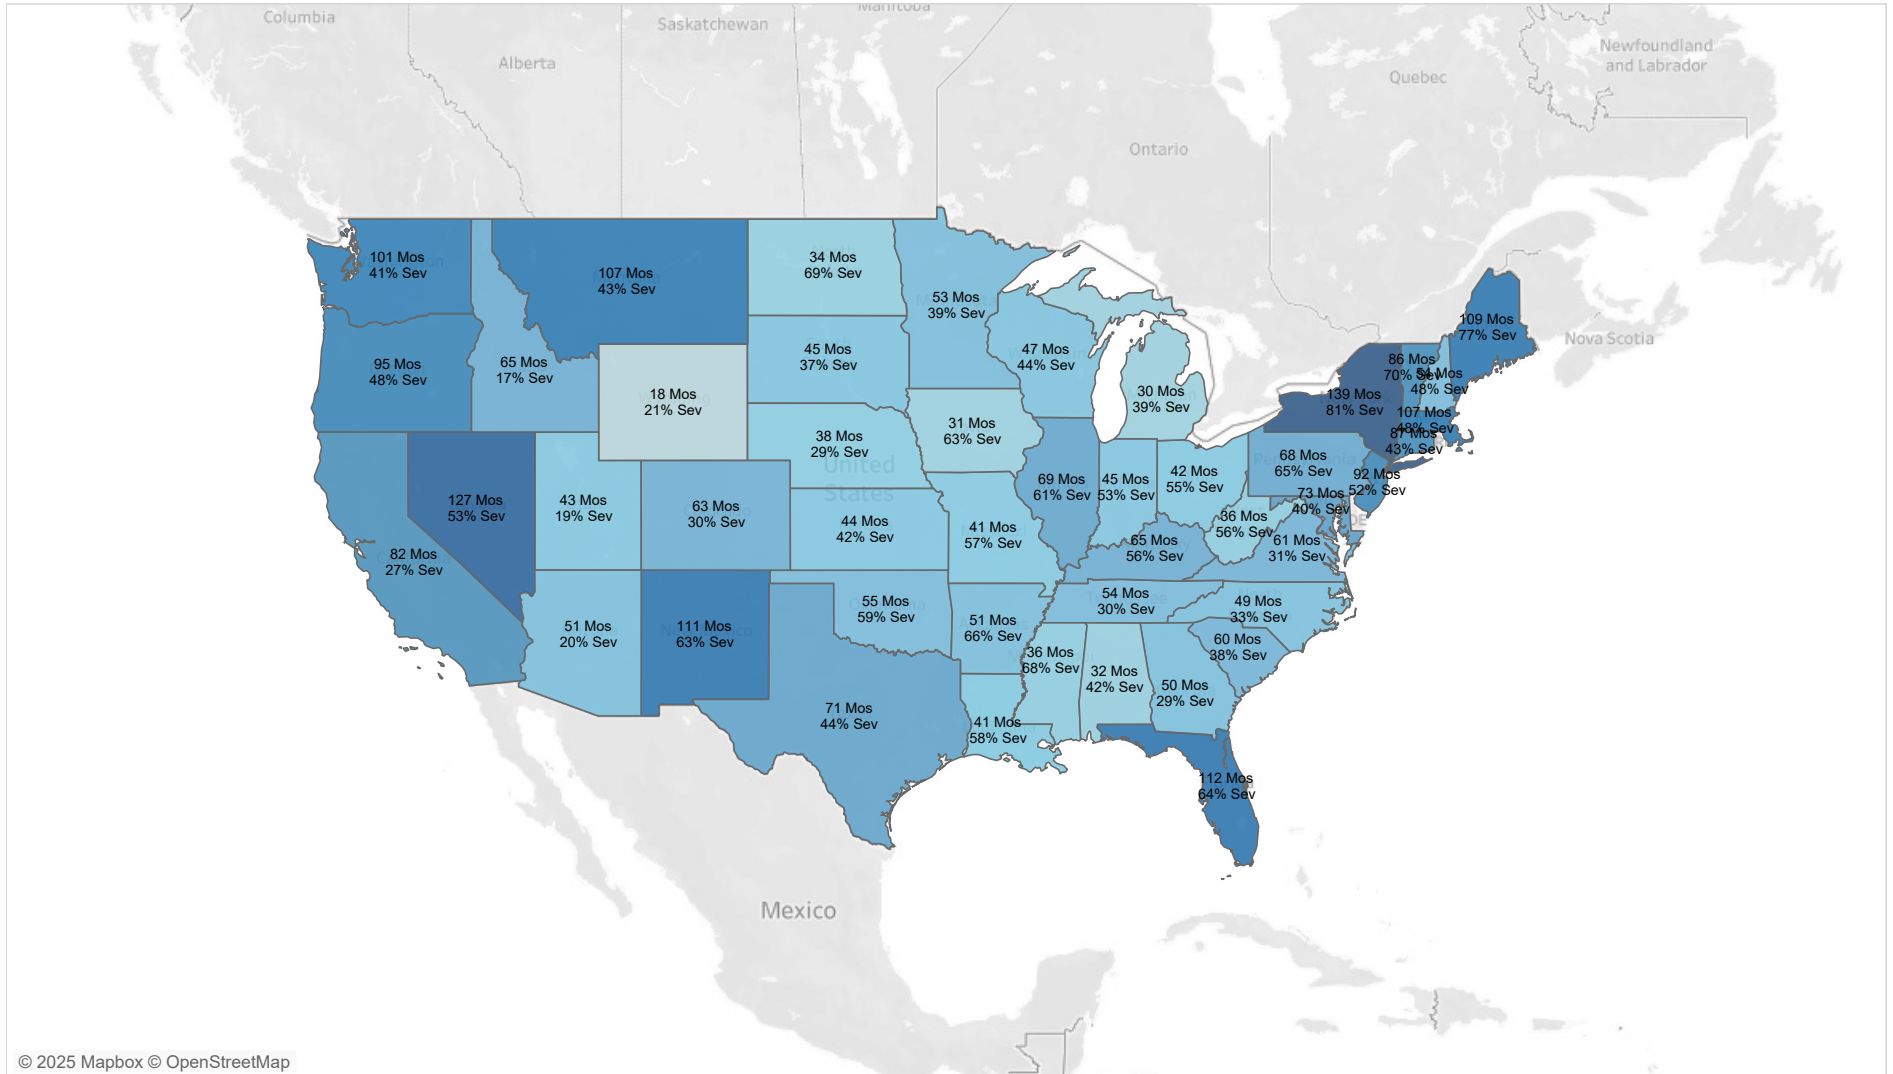 Columbia
Saskatchewan
Manitoba
Alberta
Newfoundland
and Labrador
Quebec
Ontario
Nova Scotia
101 Mos
41% Sev
107 Mos
43% Sev
34 Mos
69% Sev
53 Mos
39% Sev
109 Mos
77% Sev
95 Mos
48% Sev
65 Mos
17% Sev
18 Mos
21% Sev
45 Mos
37% Sev
47 Mos
44% Sev
30 Mos
39% Sev
86 Mos
70% Sev
54 Mos
48% Sev
139 Mos
81% Sev
107 Mos
48% Sev
87 Mos
43% Sev
31 Mos
63% Sev
38 Mos
29% Sev
United
States
68 Mos
65% Sev
92 Mos
52% Sev
127 Mos
53% Sev
43 Mos
19% Sev
63 Mos
30% Sev
44 Mos
42% Sev
41 Mos
57% Sev
69 Mos
61% Sev
45 Mos
53% Sev
42 Mos
55% Sev
73 Mos
40% Sev
DE
36 Mos
56% Sev
61 Mos
31% Sev
82 Mos
27% Sev
65 Mos
56% Sev
51 Mos
20% Sev
111 Mos
63% Sev
55 Mos
59% Sev
51 Mos
66% Sev
54 Mos
30% Sev
49 Mos
33% Sev
60 Mos
38% Sev
36 Mos
68% Sev
32 Mos
42% Sev
50 Mos
29% Sev
71 Mos
44% Sev
41 Mos
58% Sev
112 Mos
64% Sev
Mexico
© 2025 Mapbox © OpenStreetMap